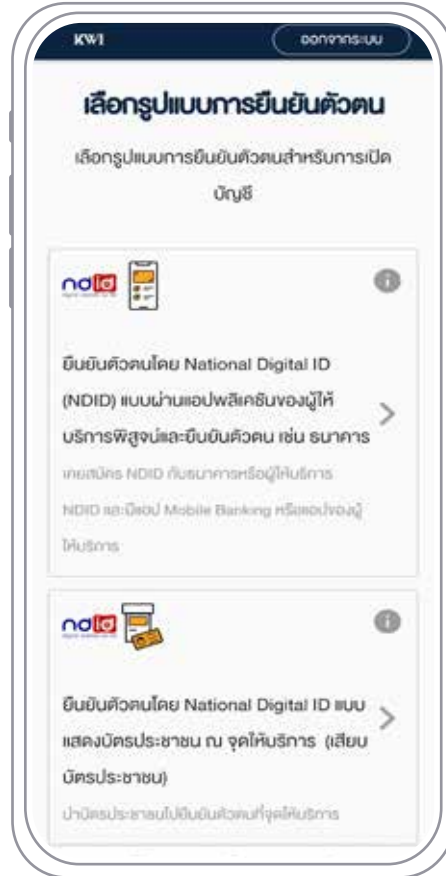 KWI
ออกจากระบบ
เลือกรูปแบบการยืนยันตัวตน
เลือกรูปแบบการยืนยันตัวตนสำหรับการเปิด
บัญชี
ndid
ยืนยันตัวตนโดย National Digital ID
(NDID) แบบผ่านแอปพลิเคชันของผู้ให้
บริการพิสูจน์และยืนยันตัวตน เช่น ธนาคาร
เคยสมัคร NDID กับธนาคารหรือผู้ให้บริการ
NDID และมีแอป Mobile Banking หรือแอปของผู้
ให้บริการ
ndid
ยืนยันตัวตนโดย National Digital ID แบบ
แสดงบัตรประชาชน ณ จุดให้บริการ (เสียบ
บัตรประชาชน)
นำบัตรประชาชนไปยืนยันตัวตนที่จุดให้บริการ